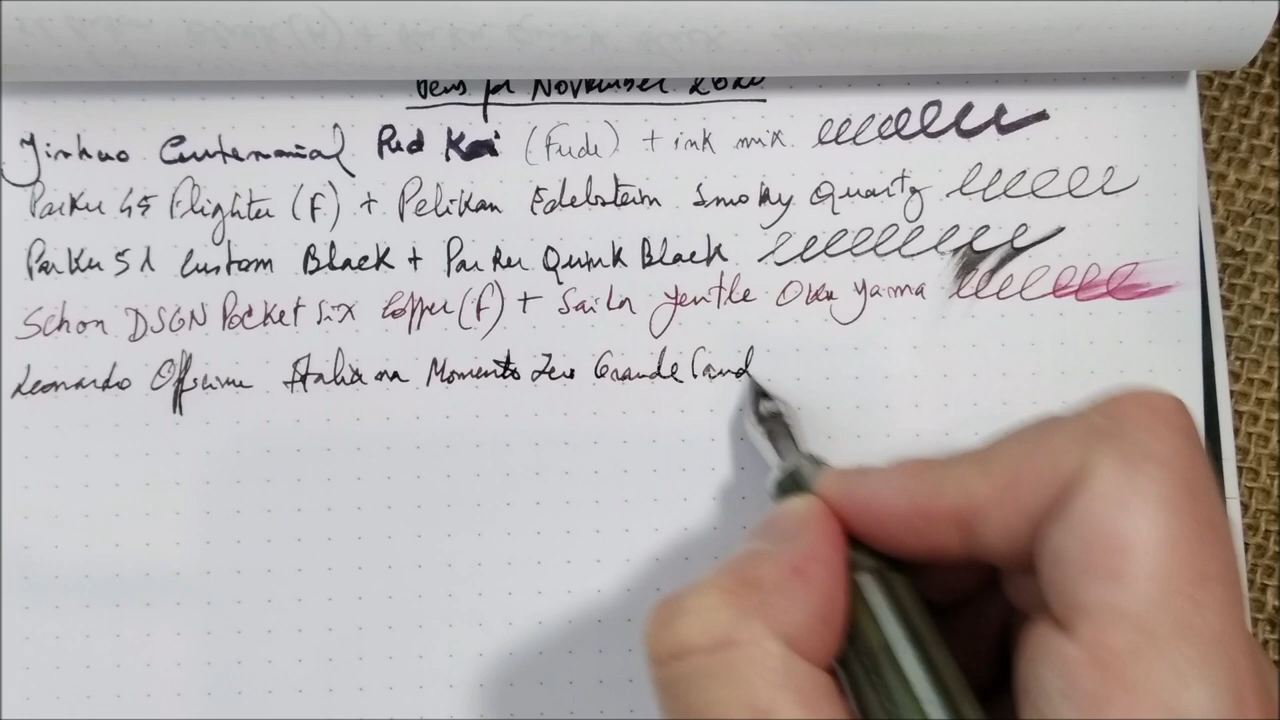 Pens for November 2020
Jinhao Centennial Red Koi (Fude) + ink mix
Parker 45 Flighter (F) + Pelikan Edelstein Smoky Quartz
Parker 51 Custom Black + Parker Quink Black
Schon DSGN Pocket Six Copper (F) + Sailor Jentle Oku Yama
Leonardo Officina Italiana Momento Zero Grande Cand